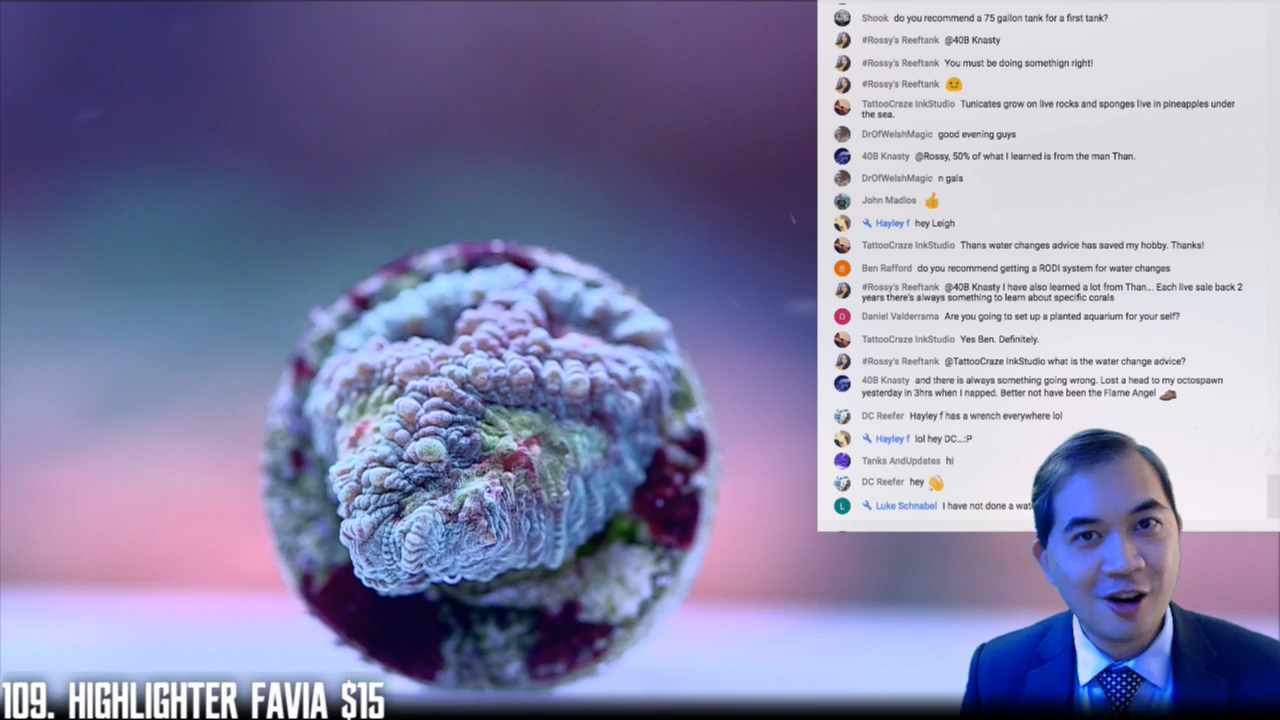 Shook do you recommend a 75 gallon tank for a first tank?
#Rossy's Reeftank @40B Knasty
#Rossy's Reeftank You must be doing somethign right!
#Rossy's Reeftank
TattooCraze InkStudio Tunicates grow on live rocks and sponges live in pineapples under
the sea.
DrOfWelshMagic good evening guys
40B Knasty @Rossy, 50% of what I learned is from the man Than.
DrOfWelshMagic n gals
John Madlos
Hayley f hey Leigh
TattooCraze InkStudio Thans water changes advice has saved my hobby. Thanks!
B Ben Rafford do you recommend getting a RODI system for water changes
#Rossy's Reeftank @40B Knasty I have also learned a lot from Than... Each live sale back 2
years there's always something to learn about specific corals
D Daniel Valderrama Are you going to set up a planted aquarium for your self?
TattooCraze InkStudio Yes Ben. Definitely.
#Rossy's Reeftank @TattooCraze InkStudio what is the water change advice?
40B Knasty and there is always something going wrong. Lost a head to my octospawn
yesterday in 3hrs when I napped. Better not have been the Flame Angel
DC Reefer Hayley f has a wrench everywhere lol
Hayley f lol hey DC...:P
Tanks AndUpdates hi
DC Reefer hey
L Luke Schnabel I have not done a
109. HIGHLIGHTER FAVIA $15